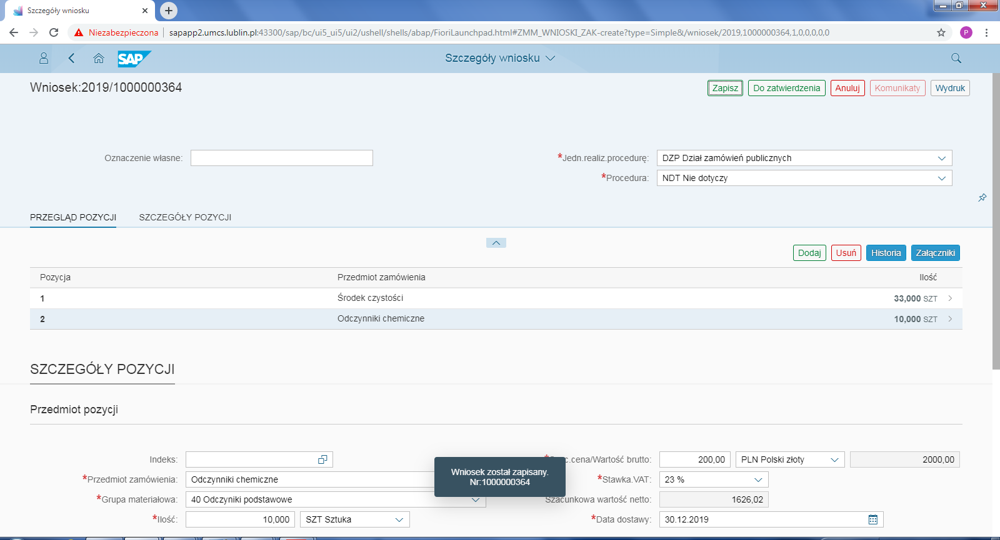 Szczegóły wniosku
Niezabezpieczona
sapapp2.umcs.lublin.pl:43300/sap/bc/ui5_ui5/ui2/ushell/shells/abap/FioriLaunchpad.html#ZMM_WNIOSKI_ZAK-create?type=Simple&/wniosek/2019,1000000364,1,0,0,0,0,0
P
SAP
Szczegóły wniosku
Wniosek:2019/1000000364
Zapisz
Do zatwierdzenia
Anuluj
Komunikaty
Wydruk
Oznaczenie własne:
*Jedn.realiz.procedurę:
DZP Dział zamówień publicznych
*Procedura:
NDT Nie dotyczy
PRZEGLĄD POZYCJI
SZCZEGÓŁY POZYCJI
Dodaj
Usuń
Historia
Załączniki
Pozycja
Przedmiot zamówienia
Ilość
1
Środek czystości
33,000 SZT
2
Odczynniki chemiczne
10,000 SZT
SZCZEGÓŁY POZYCJI
Przedmiot pozycji
Indeks:
c.cena/Wartość brutto:
200,00
PLN Polski złoty
2000,00
*Przedmiot zamówienia:
Odczynniki chemiczne
*Stawka.VAT:
23 %
*Grupa materiałowa:
40 Odczyniki podstawowe
Szacunkowa wartość netto:
1626,02
*Ilość:
10,000
SZT Sztuka
*Data dostawy:
30.12.2019
Wniosek został zapisany.
Nr:1000000364